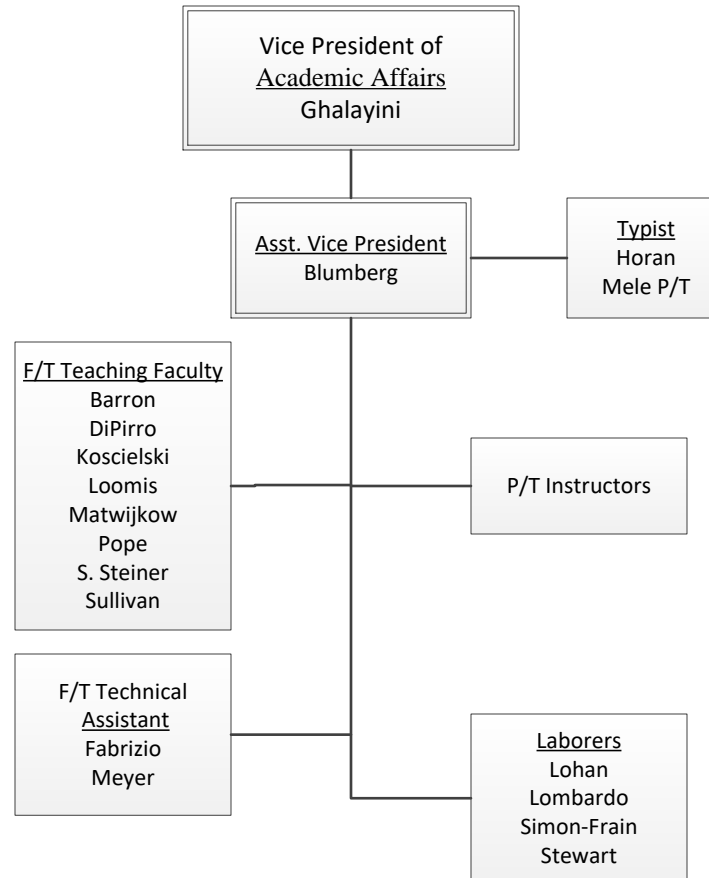 Vice President of
Academic Affairs
Ghalayini
Asst. Vice President
Blumberg
Typist
Horan
Mele P/T
F/T Teaching Faculty
Barron
DiPirro
Koscielski
Loomis
Matwijkow
Pope
S. Steiner
Sullivan
P/T Instructors
F/T Technical
Assistant
Fabrizio
Meyer
Laborers
Lohan
Lombardo
Simon-Frain
Stewart